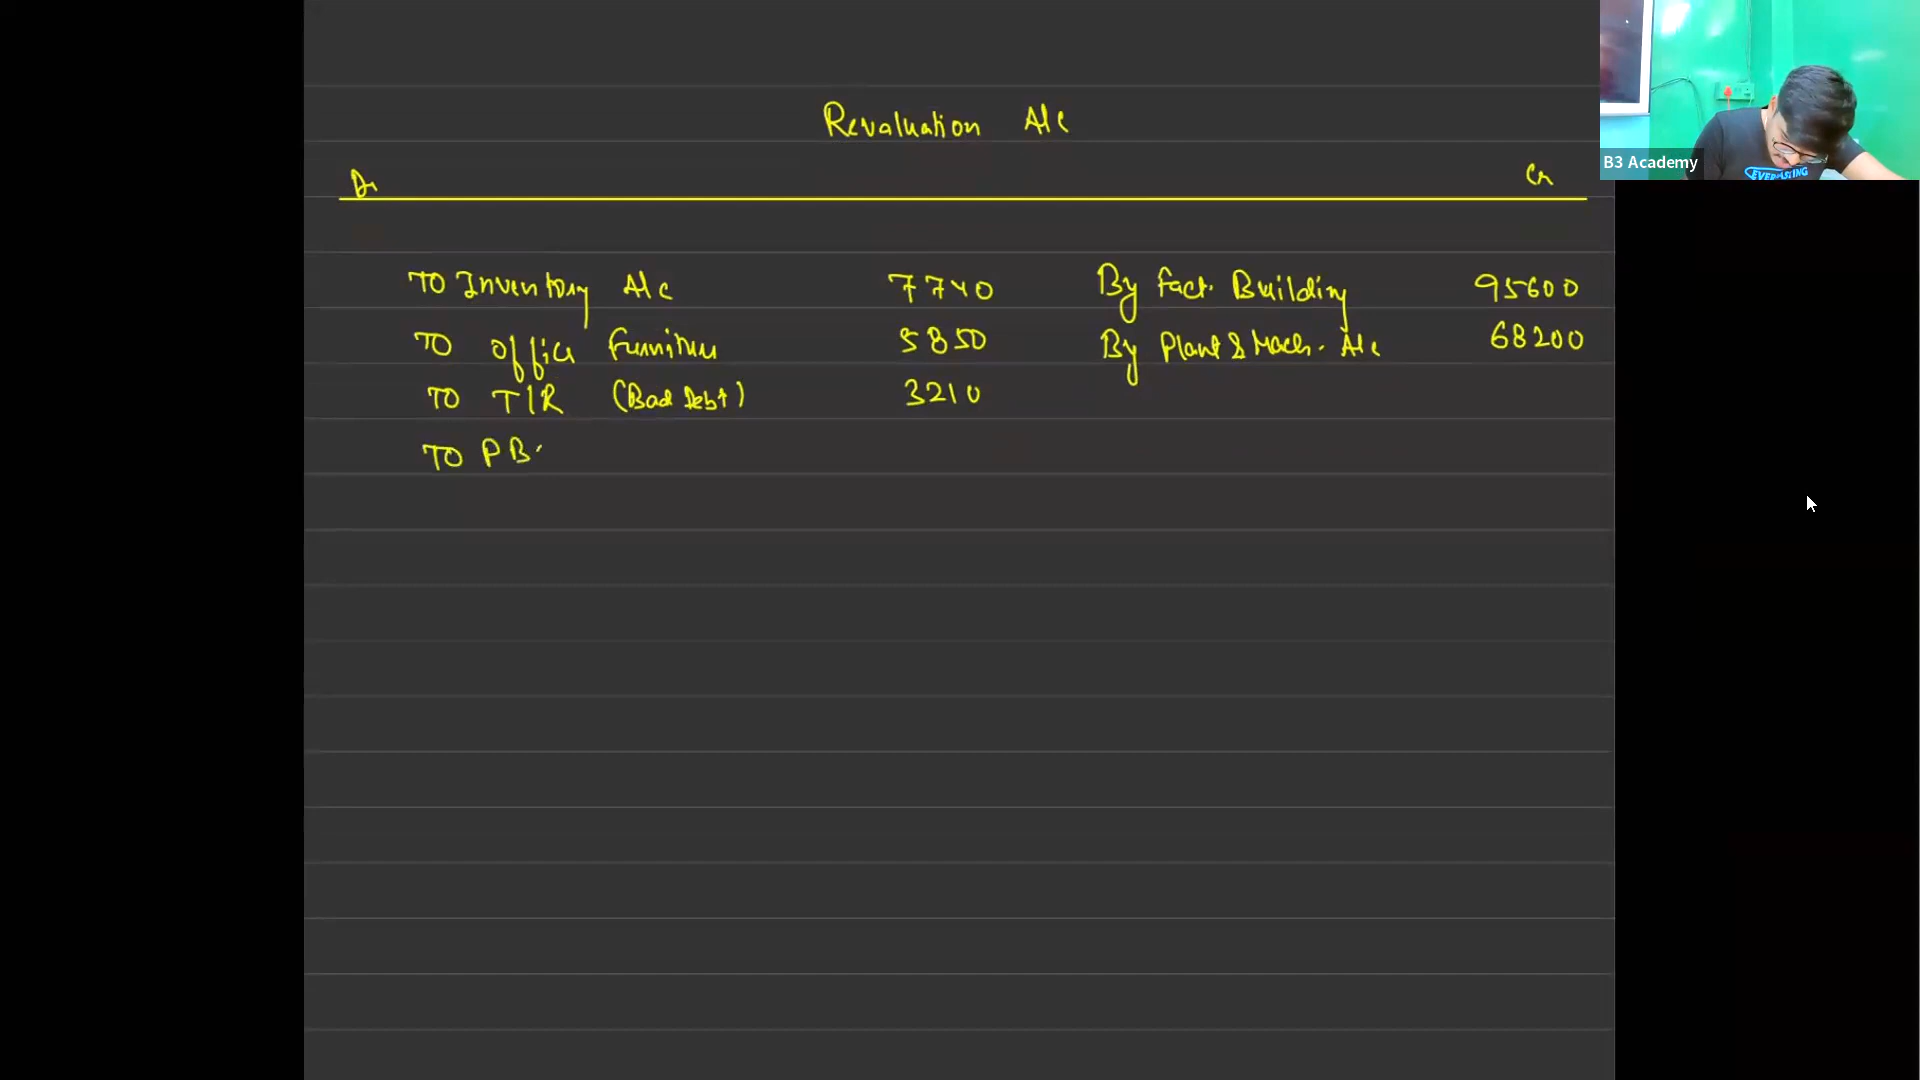 Revaluation A/c
Dr Cr
TO Inventory A/c 7740 By Fact. Building 95600
TO Office Furniture 5850 By Plant & Mach. A/c 68200
TO T/R (Bad Debt) 3210
TO PB.
B3 Academy
EVERLASTING